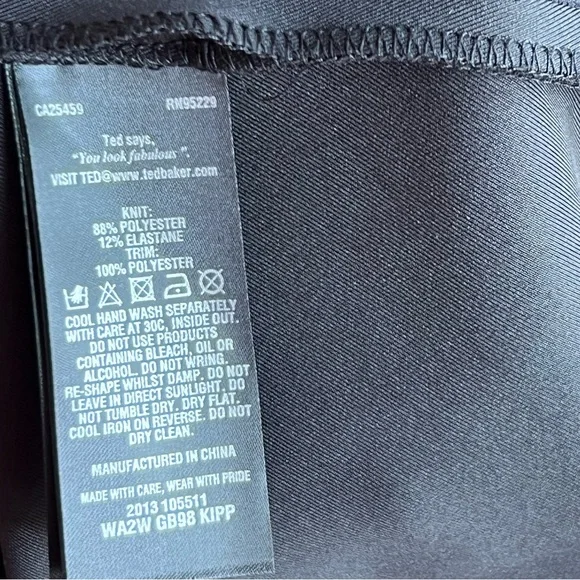 CA25459 RN95229
Ted says,
"You look fabulous".
VISIT TED@www.tedbaker.com
KNIT:
88% POLYESTER
12% ELASTANE
TRIM:
100% POLYESTER
COOL HAND WASH SEPARATELY
WITH CARE AT 30C, INSIDE OUT.
DO NOT USE PRODUCTS
CONTAINING BLEACH, OIL OR
ALCOHOL. DO NOT WRING.
RE-SHAPE WHILST DAMP. DO NOT
LEAVE IN DIRECT SUNLIGHT. DO
NOT TUMBLE DRY. DRY FLAT.
COOL IRON ON REVERSE. DO NOT
DRY CLEAN.
MANUFACTURED IN CHINA
MADE WITH CARE, WEAR WITH PRIDE
2013 105511
WA2W GB98 KIPP